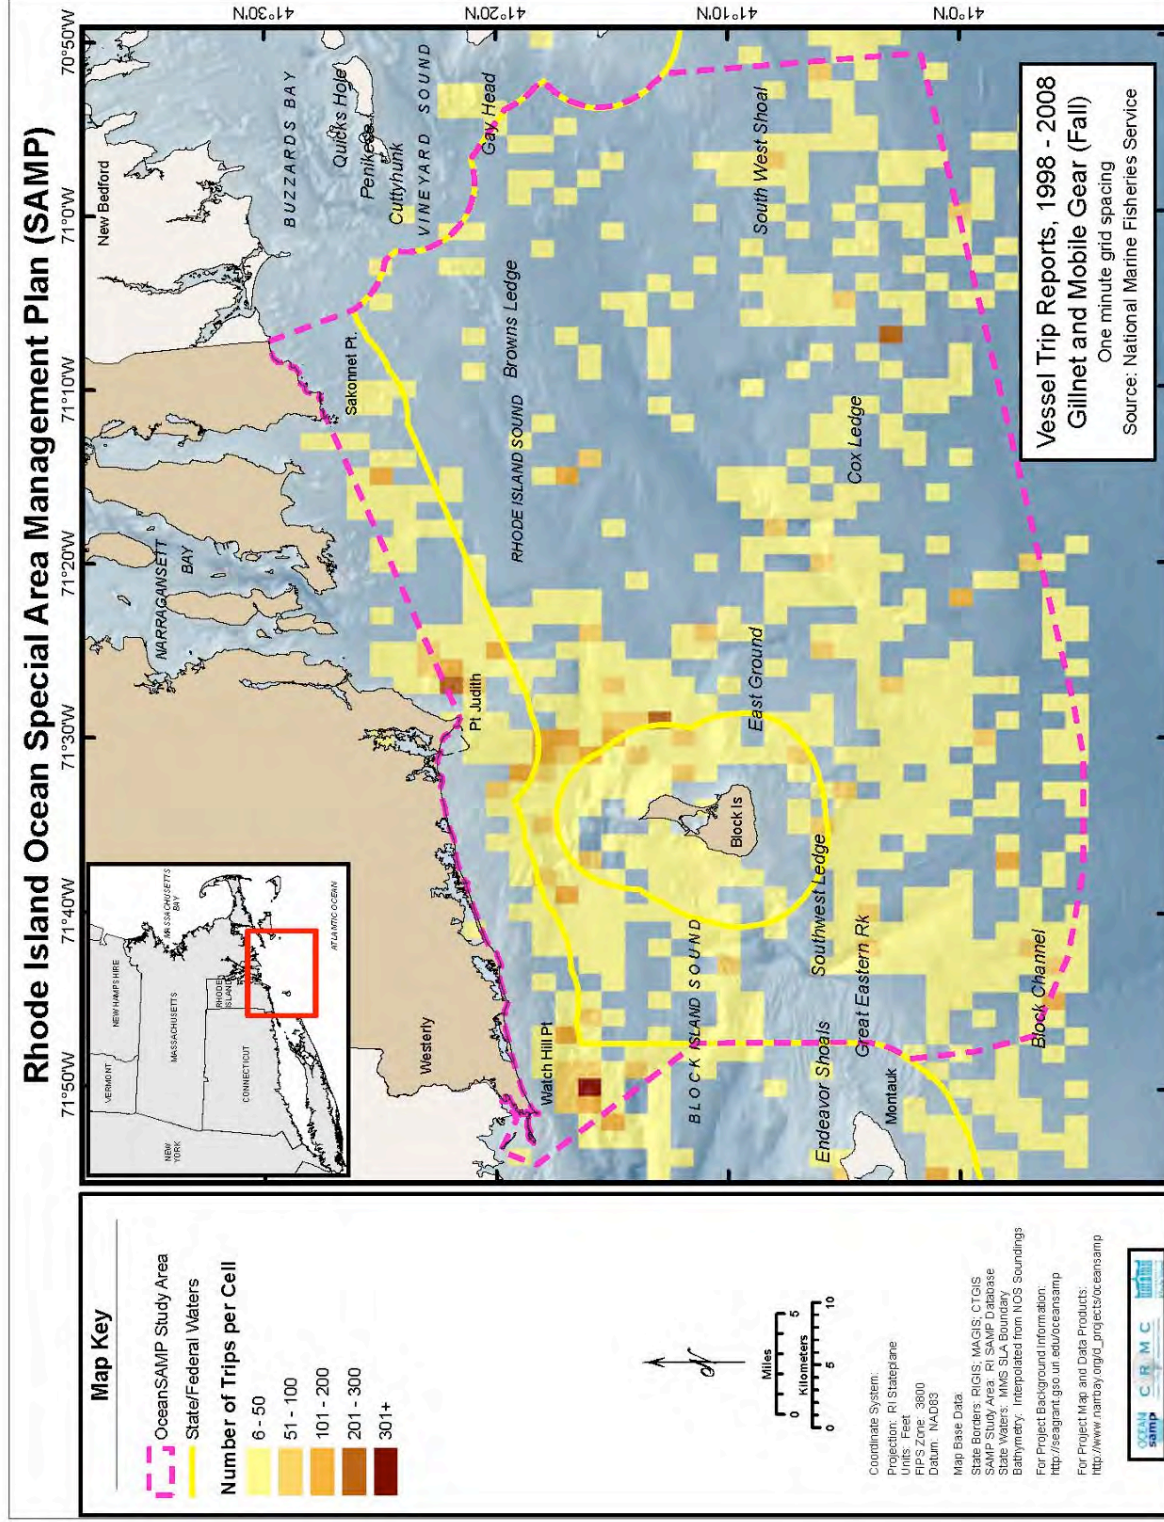 Rhode Island Ocean Special Area Management Plan (SAMP)
Map Key
OceanSAMP Study Area
State/Federal Waters
Number of Trips per Cell
6 - 50
51 - 100
101 - 200
201 - 300
301+
N
Miles
0 5
Kilometers
0 5 10
Coordinate System:
Projection: RI Stateplane
Units: Feet
FIPS Zone: 3800
Datum: NAD83
Map Base Data:
State Borders: RIGIS; MAGIS; CTGIS
SAMP Study Area: RI SAMP Database
State Waters: MMS SLA Boundary
Bathymetry: Interpolated from NOS Soundings
For Project Background Information:
http://seagrant.gso.uri.edu/oceansamp
For Project Map and Data Products:
http://www.narrbay.org/d_projects/oceansamp
OCEAN
samp
C R M C
71°50'W
71°40'W
71°30'W
71°20'W
71°10'W
71°0'W
70°50'W
41°30'N
41°20'N
41°10'N
41°0'N
VERMONT
NEW HAMPSHIRE
NEW
YORK
MASSACHUSETTS
MASSACHUSETTS
BAY
CONNECTICUT
RHODE
ISLAND
ATLANTIC OCEAN
New Bedford
NARRAGANSETT
BAY
BUZZARDS BAY
Quicks Hole
Penikese
Cuttyhunk
VINEYARD SOUND
Gay Head
Sakonnet Pt.
Westerly
Pt Judith
Watch Hill Pt
RHODE ISLAND SOUND
Browns Ledge
BLOCK ISLAND SOUND
Block Is
East Ground
South West Shoal
Endeavor Shoals
Southwest Ledge
Cox Ledge
Great Eastern Rk
Montauk
Block Channel
Vessel Trip Reports, 1998 - 2008
Gillnet and Mobile Gear (Fall)
One minute grid spacing
Source: National Marine Fisheries Service